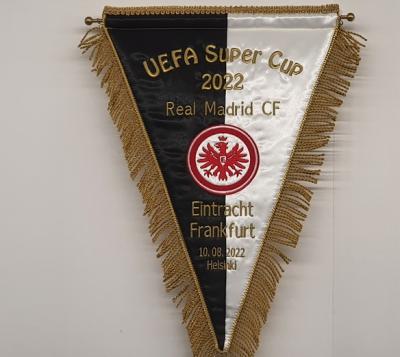 UEFA Super Cup
2022
Real Madrid CF
Eintracht
Frankfurt
10.08.2022
Helsinki